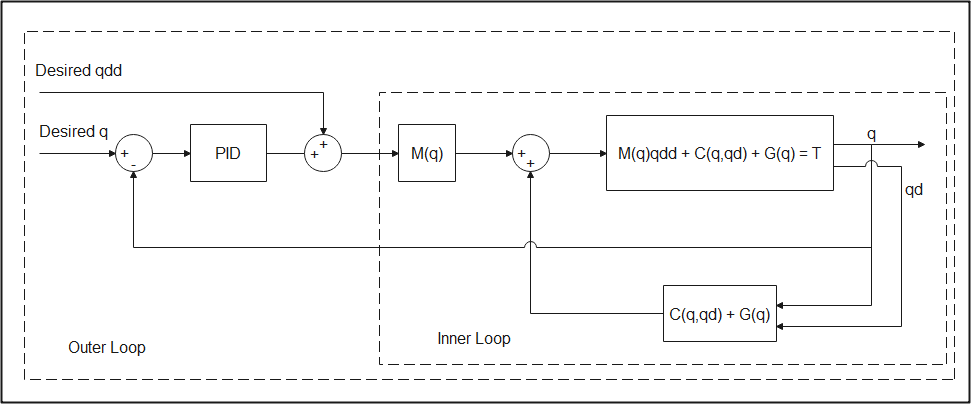 Desired qdd
Desired q
+
-
PID
+
+
M(q)
+
+
M(q)qdd + C(q,qd) + G(q) = T
q
qd
C(q,qd) + G(q)
Inner Loop
Outer Loop